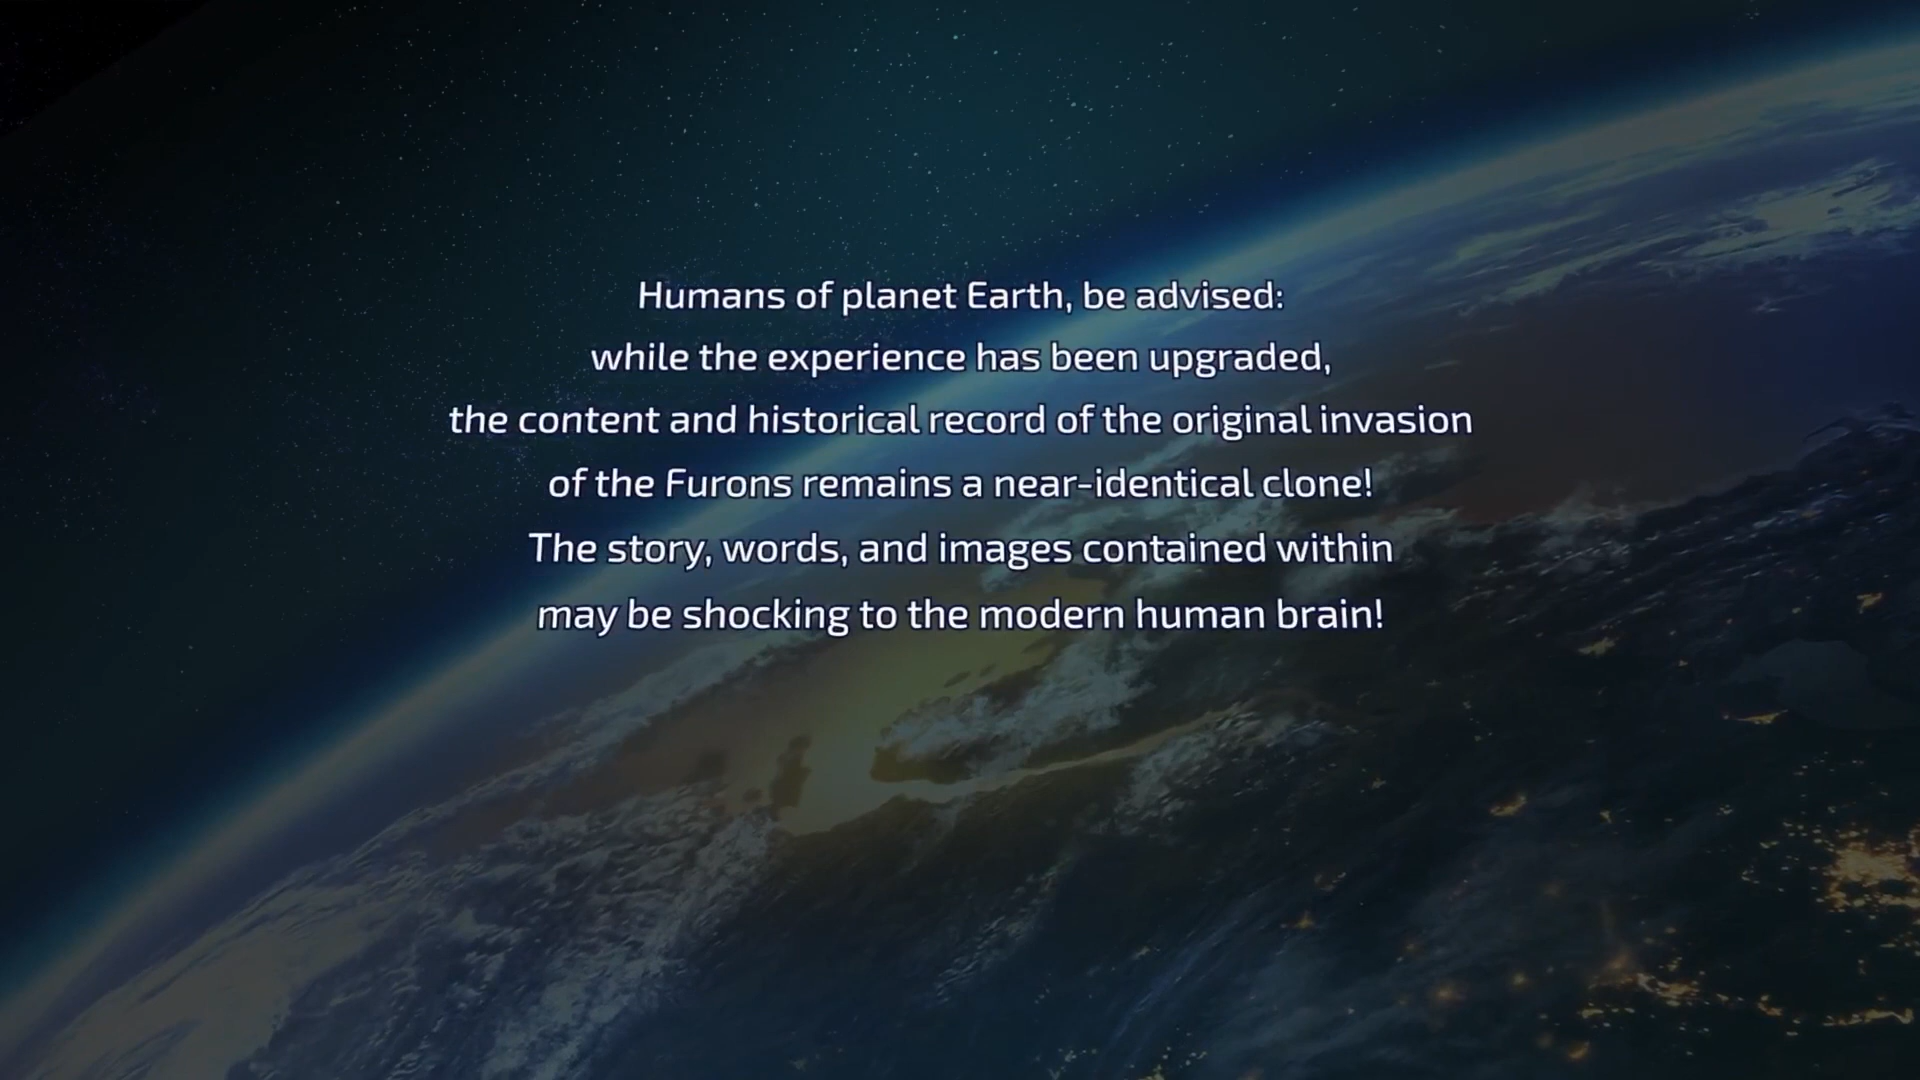 Humans of planet Earth, be advised:
while the experience has been upgraded,
the content and historical record of the original invasion
of the Furons remains a near-identical clone!
The story, words, and images contained within
may be shocking to the modern human brain!